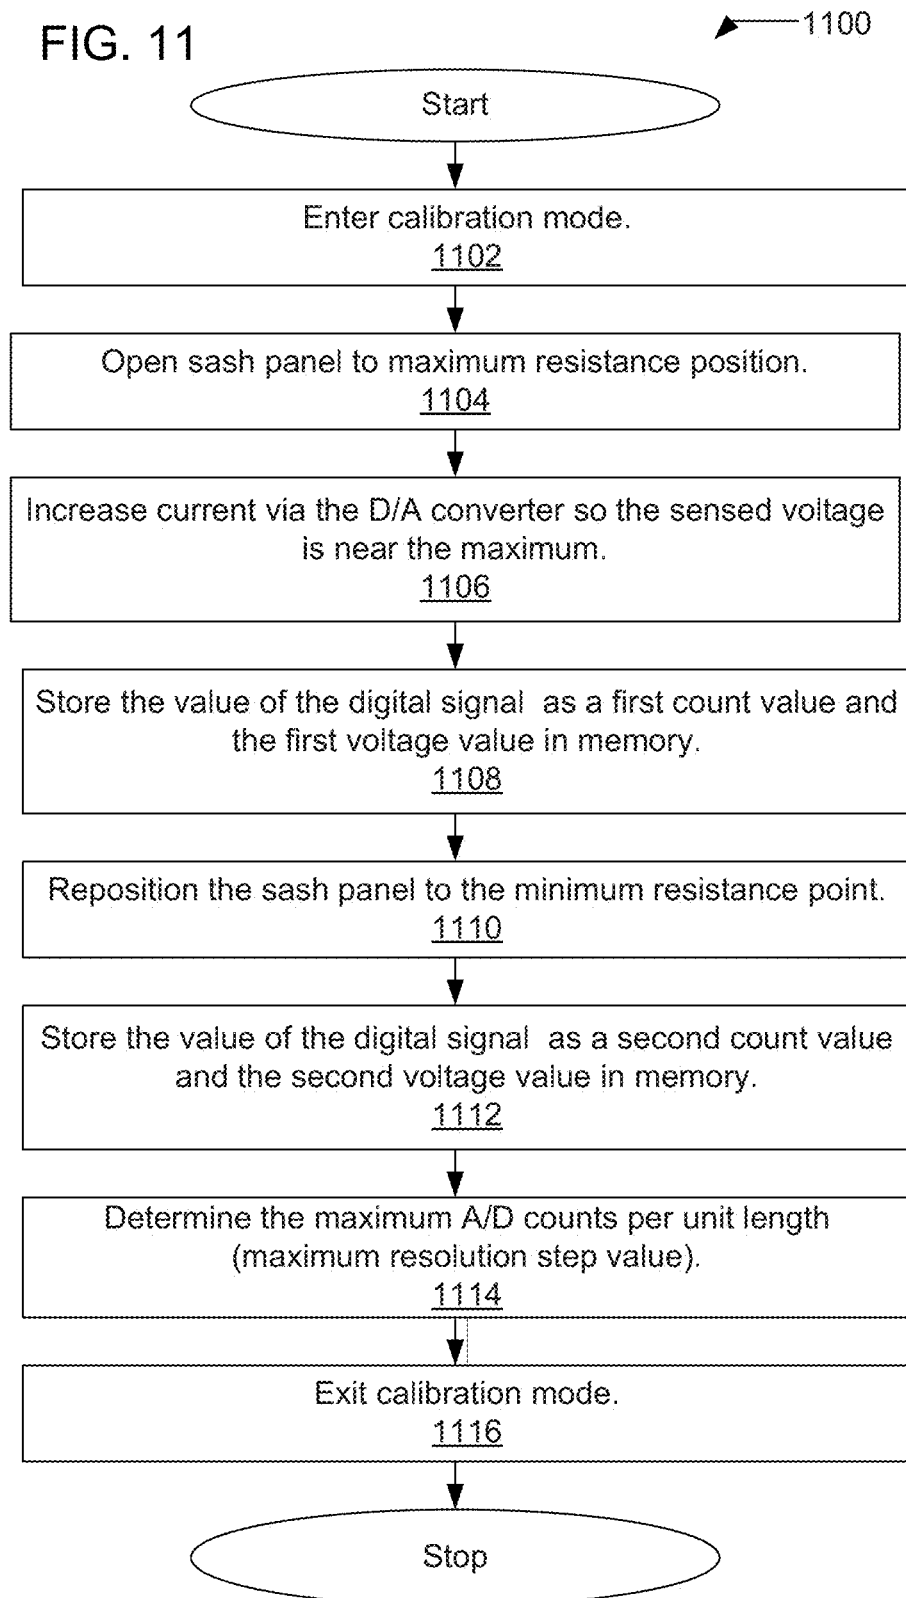 FIG. 11
1100
Start
Enter calibration mode.
1102
Open sash panel to maximum resistance position.
1104
Increase current via the D/A converter so the sensed voltage
is near the maximum.
1106
Store the value of the digital signal as a first count value and
the first voltage value in memory.
1108
Reposition the sash panel to the minimum resistance point.
1110
Store the value of the digital signal as a second count value
and the second voltage value in memory.
1112
Determine the maximum A/D counts per unit length
(maximum resolution step value).
1114
Exit calibration mode.
1116
Stop